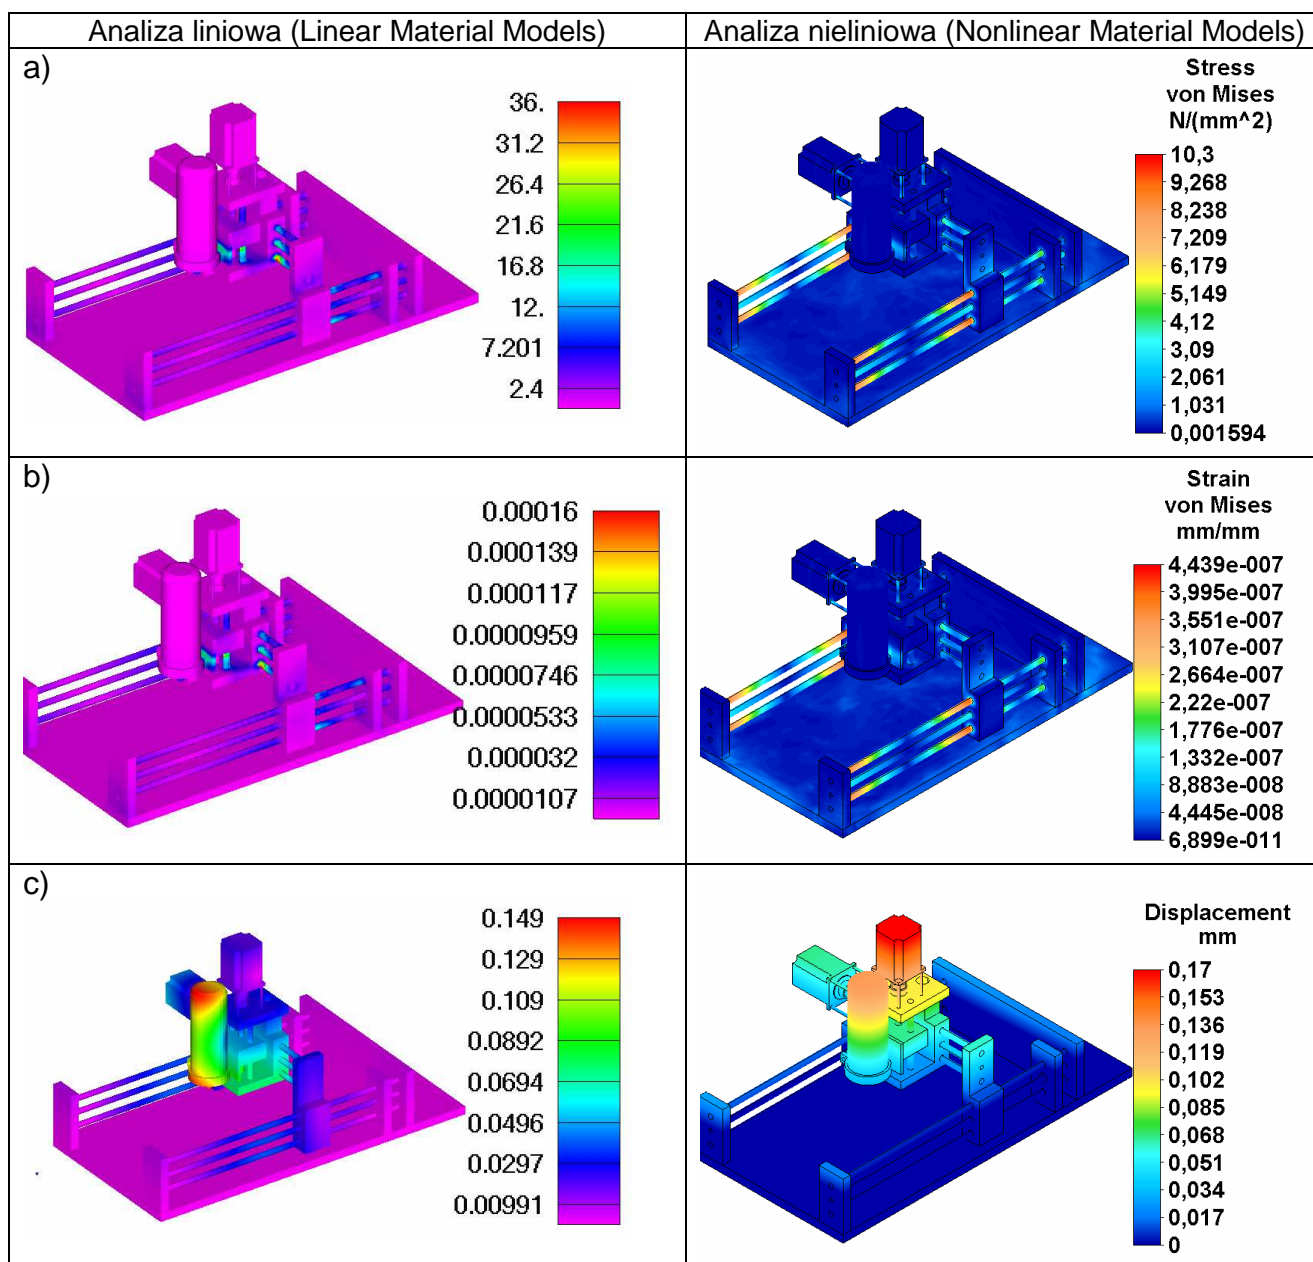 Analiza liniowa (Linear Material Models)
Analiza nieliniowa (Nonlinear Material Models)
a)
36.
31.2
26.4
21.6
16.8
12.
7.201
2.4
Stress
von Mises
N/(mm^2)
10,3
9,268
8,238
7,209
6,179
5,149
4,12
3,09
2,061
1,031
0,001594
b)
0.00016
0.000139
0.000117
0.0000959
0.0000746
0.0000533
0.000032
0.0000107
Strain
von Mises
mm/mm
4,439e-007
3,995e-007
3,551e-007
3,107e-007
2,664e-007
2,22e-007
1,776e-007
1,332e-007
8,883e-008
4,445e-008
6,899e-011
c)
0.149
0.129
0.109
0.0892
0.0694
0.0496
0.0297
0.00991
Displacement
mm
0,17
0,153
0,136
0,119
0,102
0,085
0,068
0,051
0,034
0,017
0